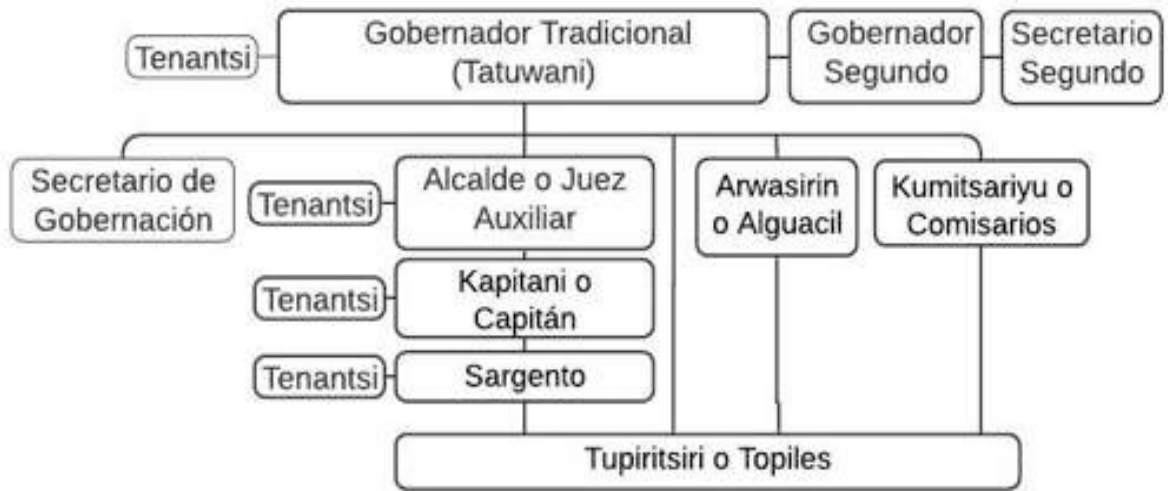 Tenantsi
Gobernador Tradicional
(Tatuwani)
Gobernador
Segundo
Secretario
Segundo
Secretario de
Gobernación
Tenantsi
Alcalde o Juez
Auxiliar
Arwasirin
o Alguacil
Kumitsariyu o
Comisarios
Tenantsi
Kapitani o
Capitán
Tenantsi
Sargento
Tupiritsiri o Topiles